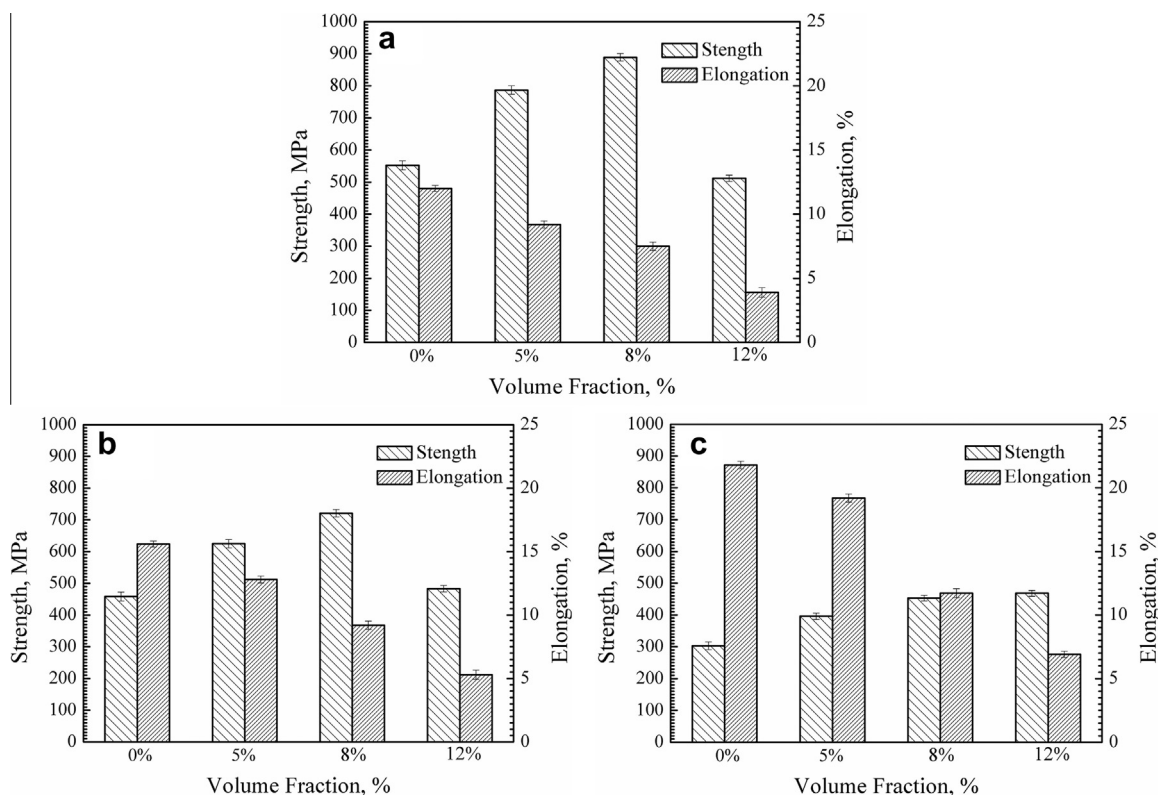 a
Stength
Elongation
1000
900
800
700
600
500
400
300
200
100
0
Strength, MPa
25
20
15
10
5
0
Elongation, %
0% 5% 8% 12%
Volume Fraction, %
b
Stength
Elongation
1000
900
800
700
600
500
400
300
200
100
0
Strength, MPa
25
20
15
10
5
0
Elongation, %
0% 5% 8% 12%
Volume Fraction, %
c
Stength
Elongation
1000
900
800
700
600
500
400
300
200
100
0
Strength, MPa
25
20
15
10
5
0
Elongation, %
0% 5% 8% 12%
Volume Fraction, %